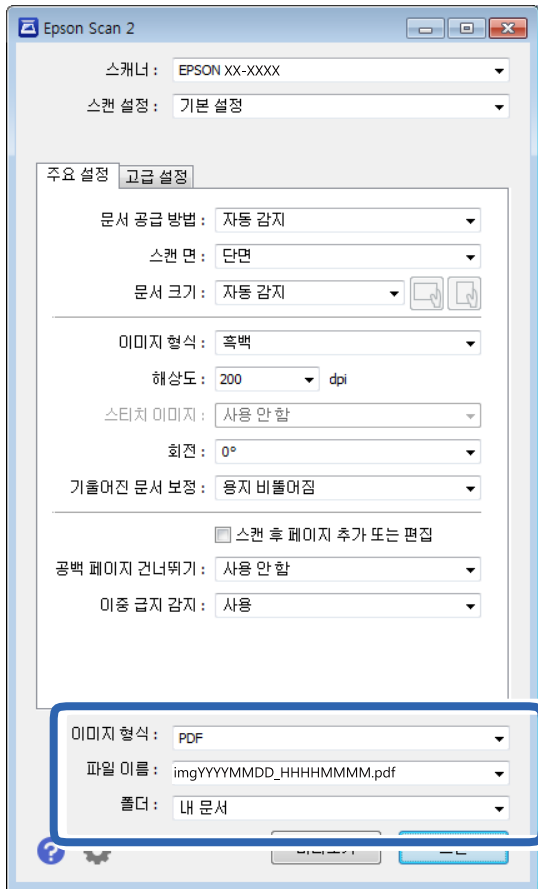 Epson Scan 2
스캐너 : EPSON XX-XXXX
스캔 설정 : 기본 설정
주요 설정 고급 설정
문서 공급 방법 : 자동 감지
스캔 면 : 단면
문서 크기 : 자동 감지
이미지 형식 : 흑백
해상도 : 200 dpi
스티치 이미지 : 사용 안 함
회전 : 0°
기울어진 문서 보정 : 용지 비뚤어짐
스캔 후 페이지 추가 또는 편집
공백 페이지 건너뛰기 : 사용 안 함
이중 급지 감지 : 사용
이미지 형식 : PDF
파일 이름 : imgYYYYMMDD_HHHHMMMM.pdf
폴더 : 내 문서